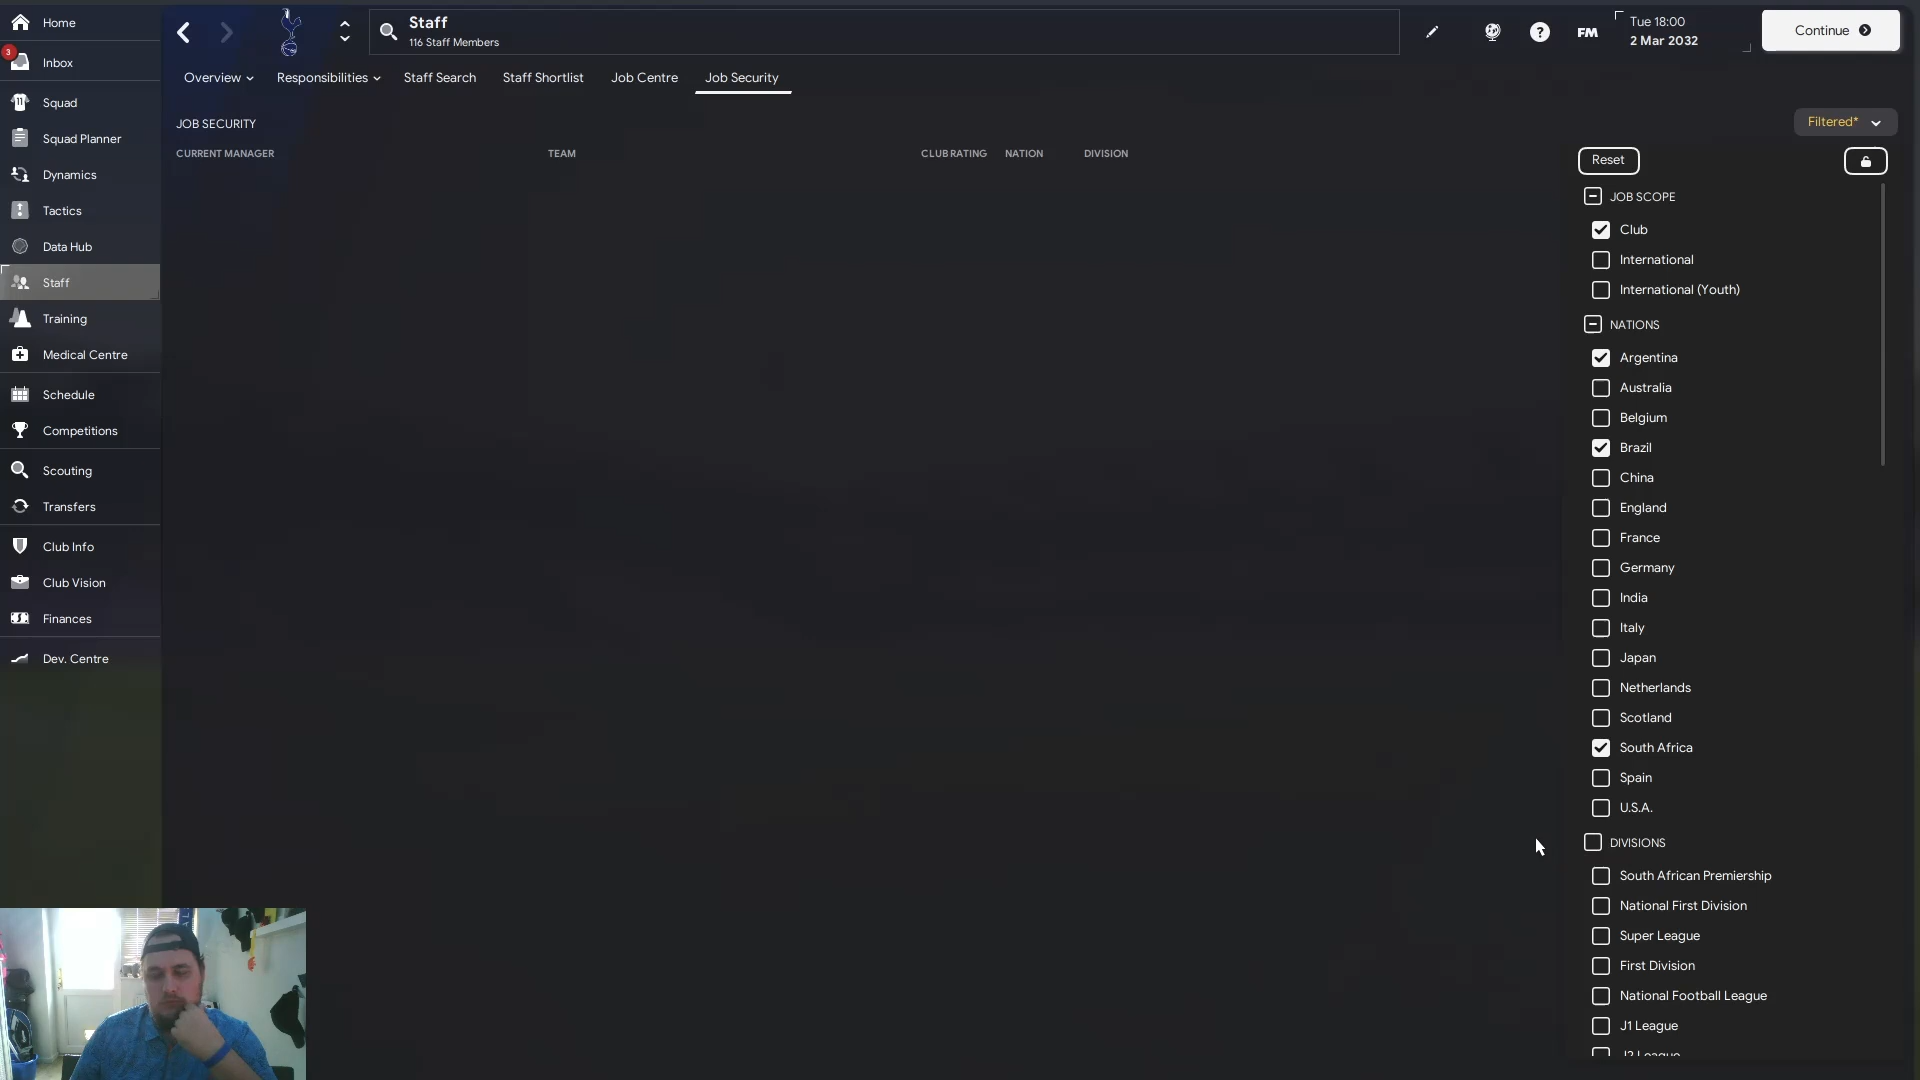 Home
3
Inbox
Squad
Squad Planner
Dynamics
Tactics
Data Hub
Staff
Training
Medical Centre
Schedule
Competitions
Scouting
Transfers
Club Info
Club Vision
Finances
Dev. Centre
Staff
116 Staff Members
FM
Tue 18:00
2 Mar 2032
Continue
Overview Responsibilities Staff Search Staff Shortlist Job Centre Job Security
JOB SECURITY
Filtered*
CURRENT MANAGER TEAM CLUB RATING NATION DIVISION
Reset
JOB SCOPE
Club
International
International (Youth)
NATIONS
Argentina
Australia
Belgium
Brazil
China
England
France
Germany
India
Italy
Japan
Netherlands
Scotland
South Africa
Spain
U.S.A.
DIVISIONS
South African Premiership
National First Division
Super League
First Division
National Football League
J1 League
J2 League